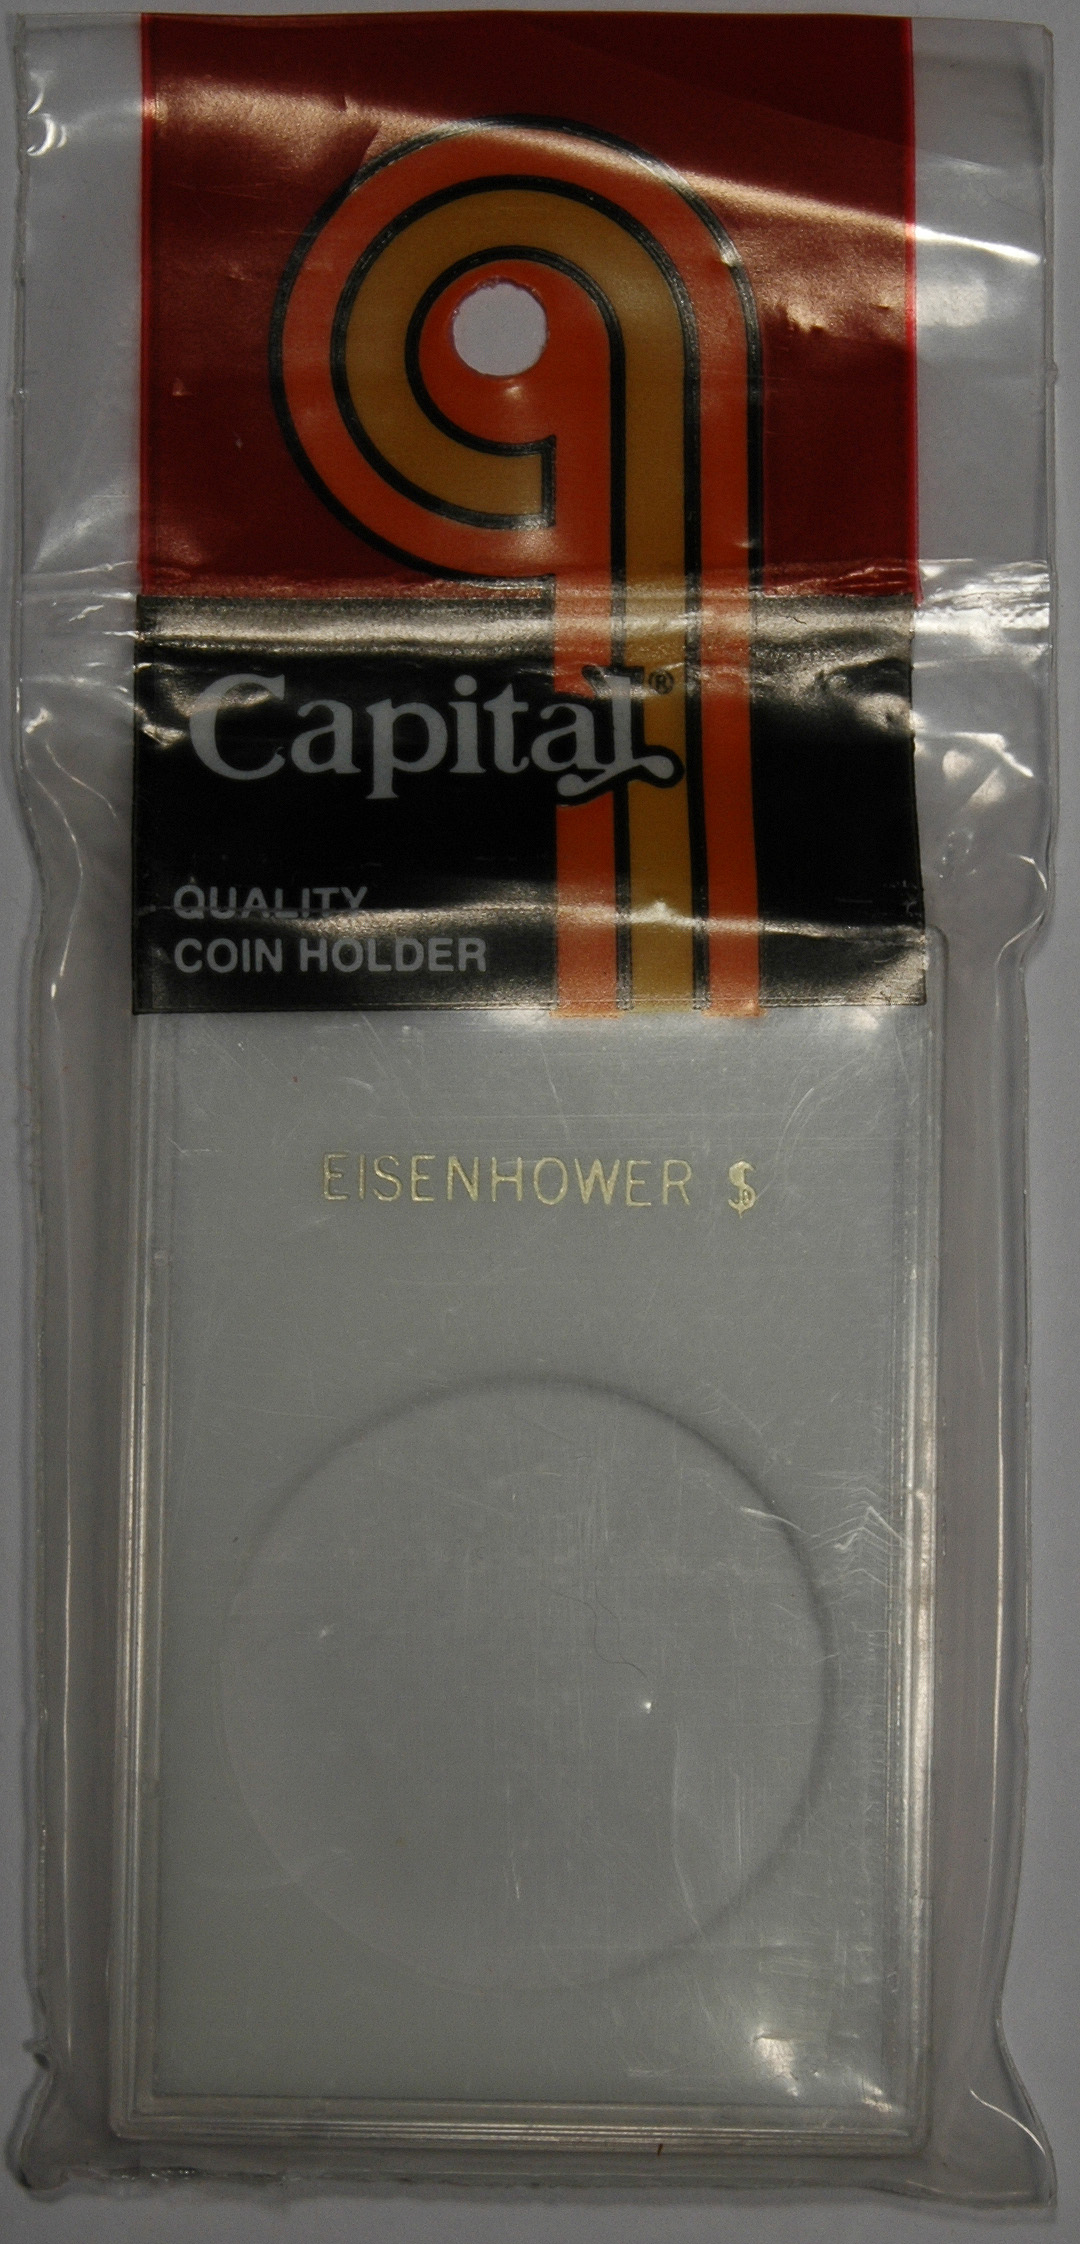 Capital®
QUALITY
COIN HOLDER
EISENHOWER $